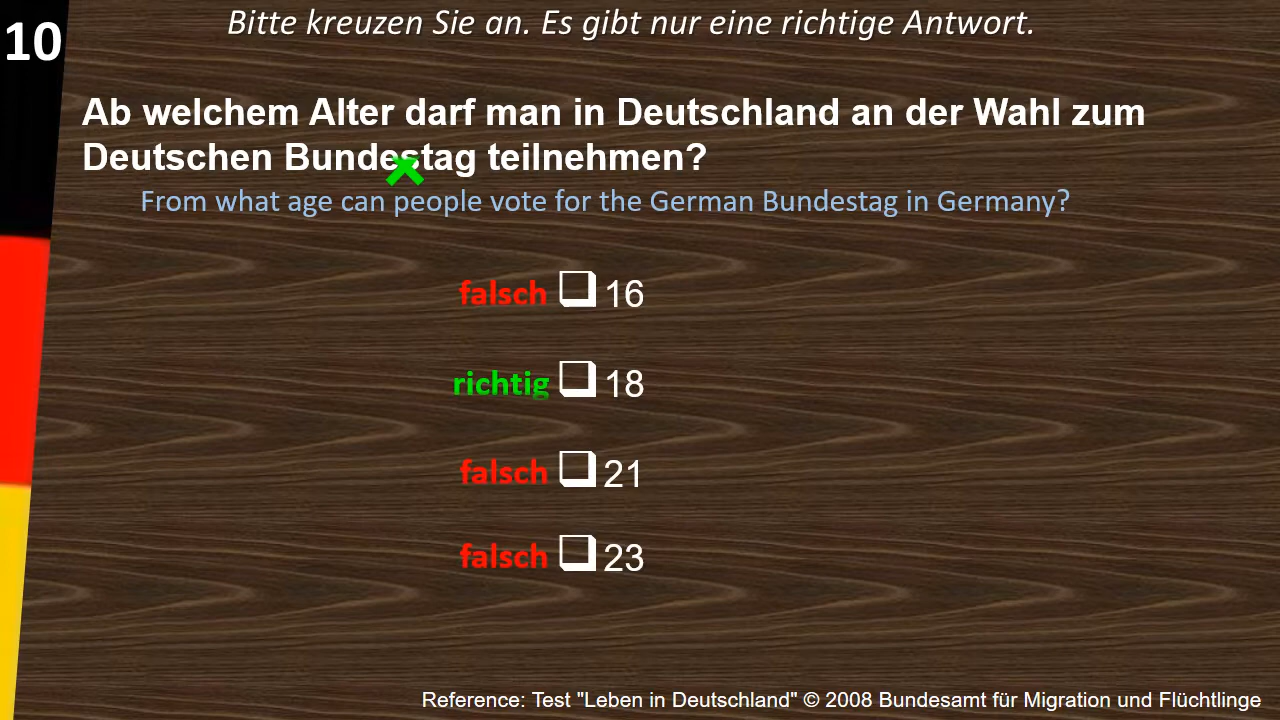 10
Bitte kreuzen Sie an. Es gibt nur eine richtige Antwort.
Ab welchem Alter darf man in Deutschland an der Wahl zum
Deutschen Bundestag teilnehmen?
From what age can people vote for the German Bundestag in Germany?
falsch ❑ 16
richtig ❑ 18
falsch ❑ 21
falsch ❑ 23
Reference: Test "Leben in Deutschland" © 2008 Bundesamt für Migration und Flüchtlinge